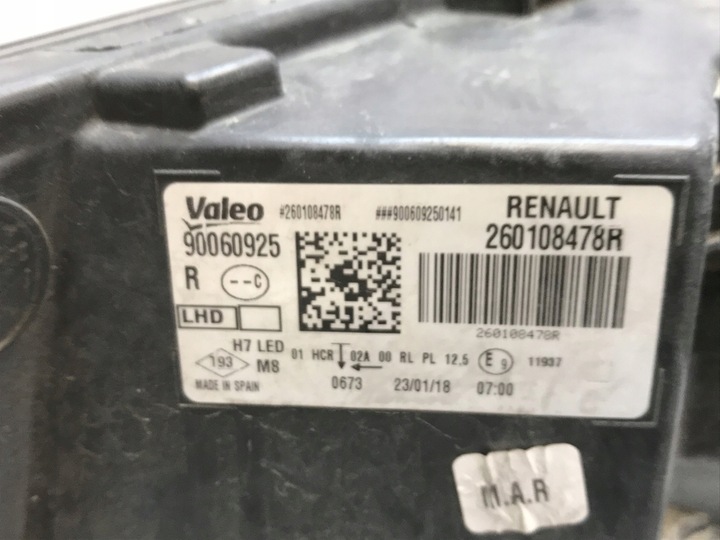 Valeo #260108478R ###900609250141 RENAULT
90060925 260108478R
R --C
LHD
260108478R
H7 LED 01 HCR 02A 00 RL PL 12,5 E9 11937
193 M8
MADE IN SPAIN 0673 23/01/18 07:00
M.A.R